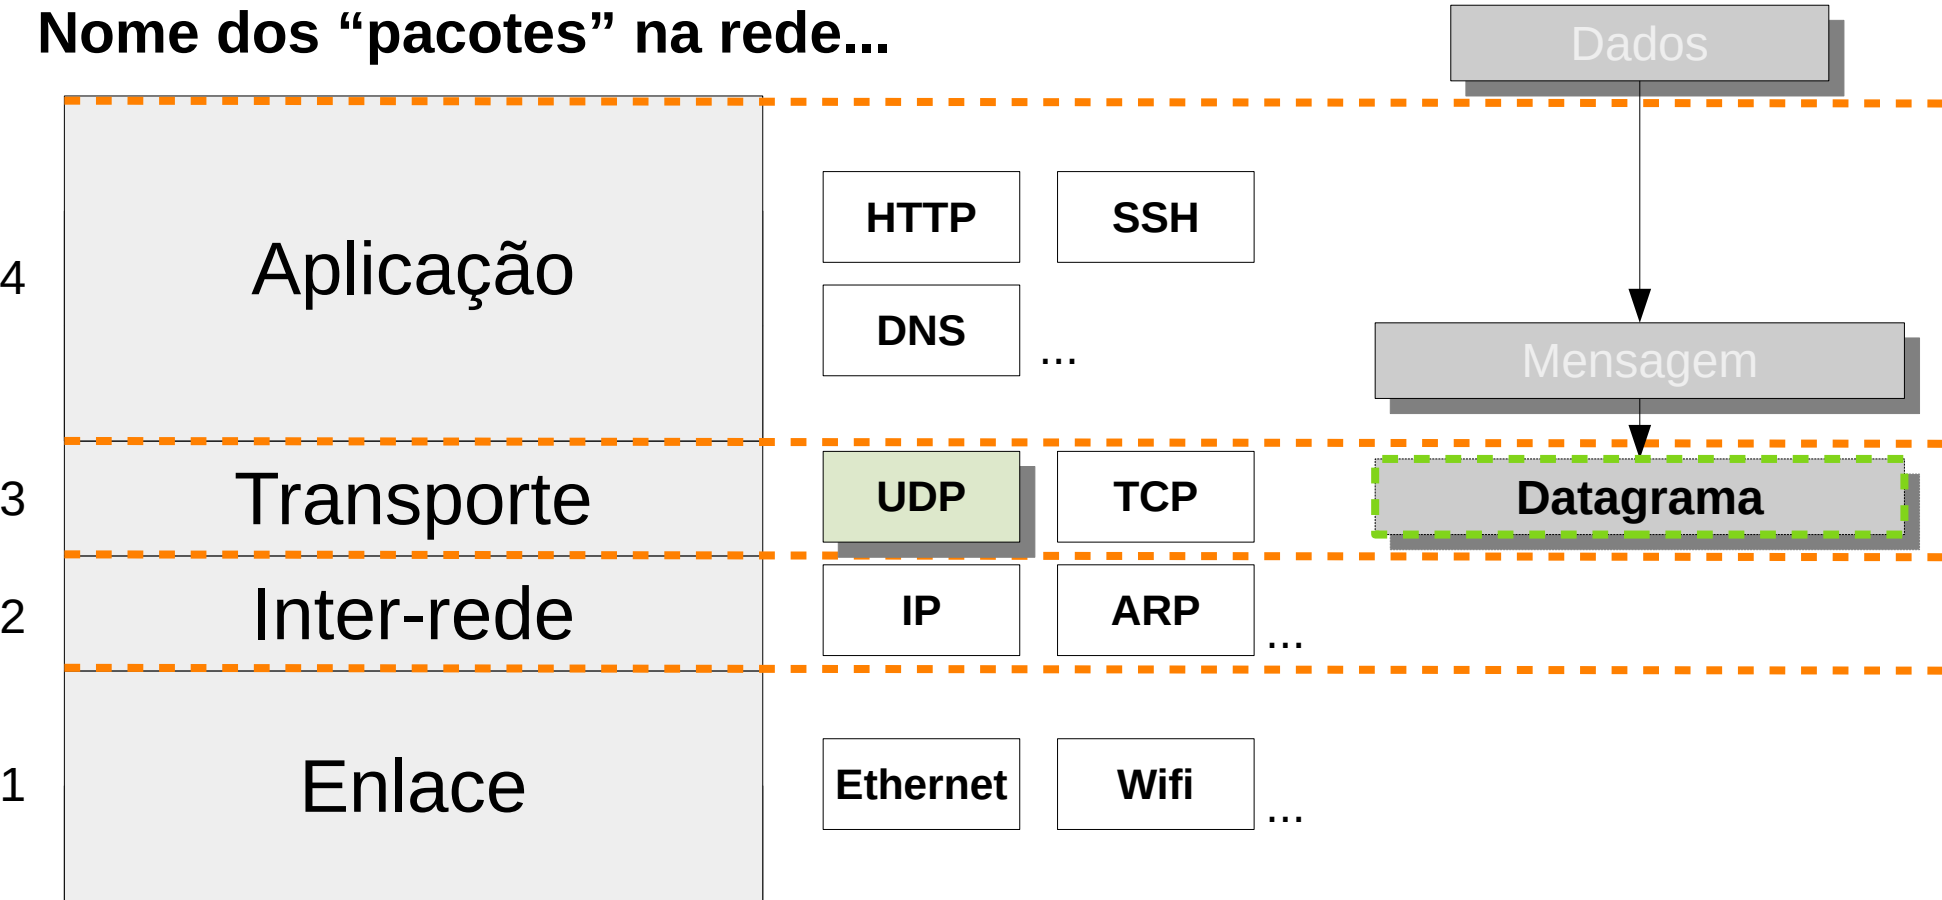 Nome dos “pacotes” na rede...
Dados
4
Aplicação
HTTP
SSH
DNS
...
Mensagem
3
Transporte
UDP
TCP
Datagrama
2
Inter-rede
IP
ARP
...
1
Enlace
Ethernet
Wifi
...